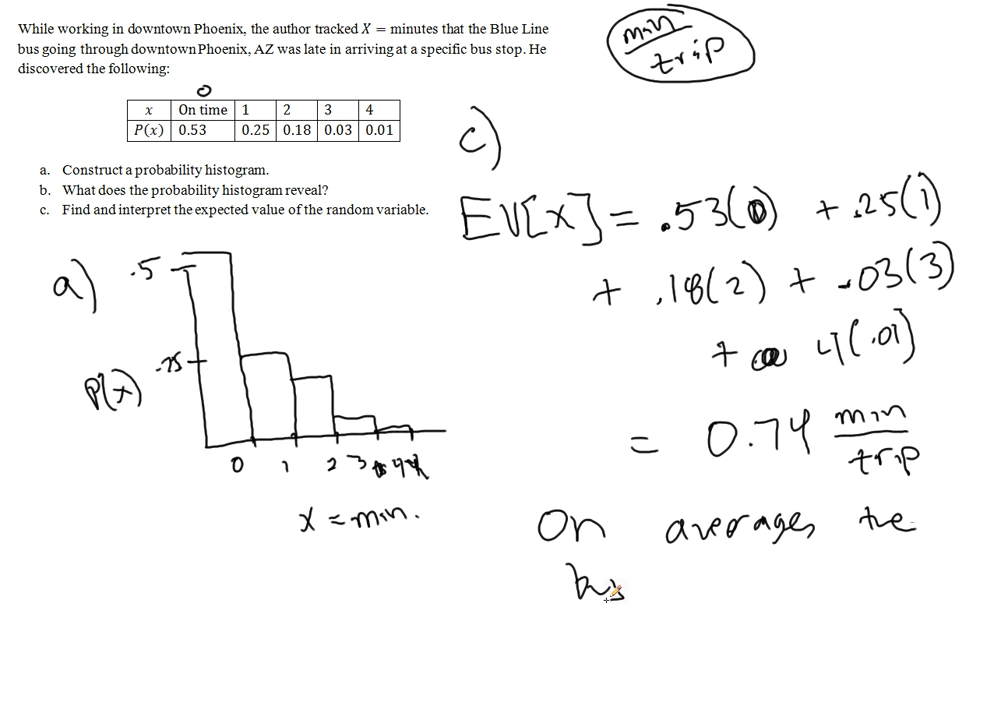 While working in downtown Phoenix, the author tracked X = minutes that the Blue Line
bus going through downtown Phoenix, AZ was late in arriving at a specific bus stop. He
discovered the following:
min
trip
0
x On time 1 2 3 4
P(x) 0.53 0.25 0.18 0.03 0.01
a. Construct a probability histogram.
b. What does the probability histogram reveal?
c. Find and interpret the expected value of the random variable.
c)
EV[X] = .53(0) + .25(1)
+ .18(2) + .03(3)
+ 4(.01)
= 0.74 min
trip
On average, the
bus
a)
.5
.25
P(x)
0 1 2 3 4
X = min.